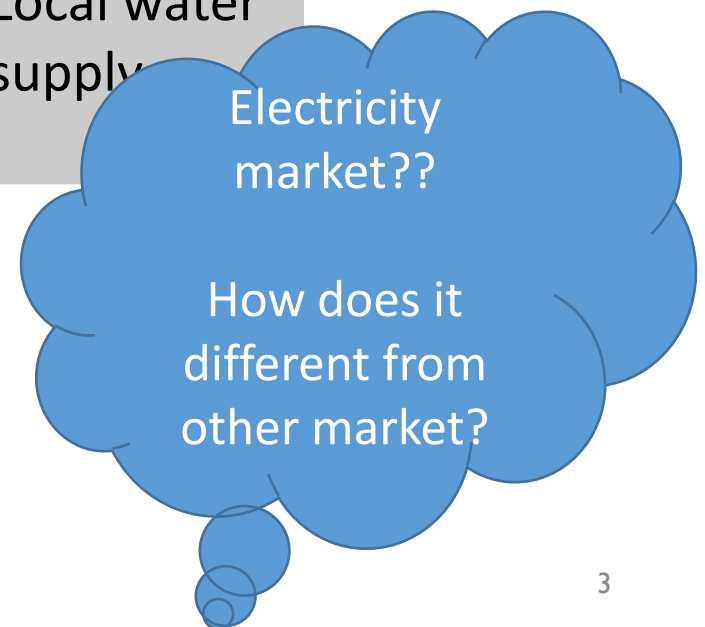 Local water
supply
Electricity
market??
How does it
different from
other market?
3